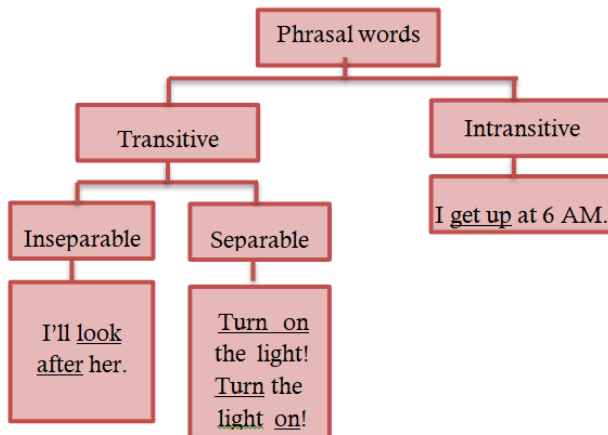 Phrasal words
Transitive
Intransitive
I get up at 6 AM.
Inseparable
Separable
I'll look
after her.
Turn on
the light!
Turn the
light on!